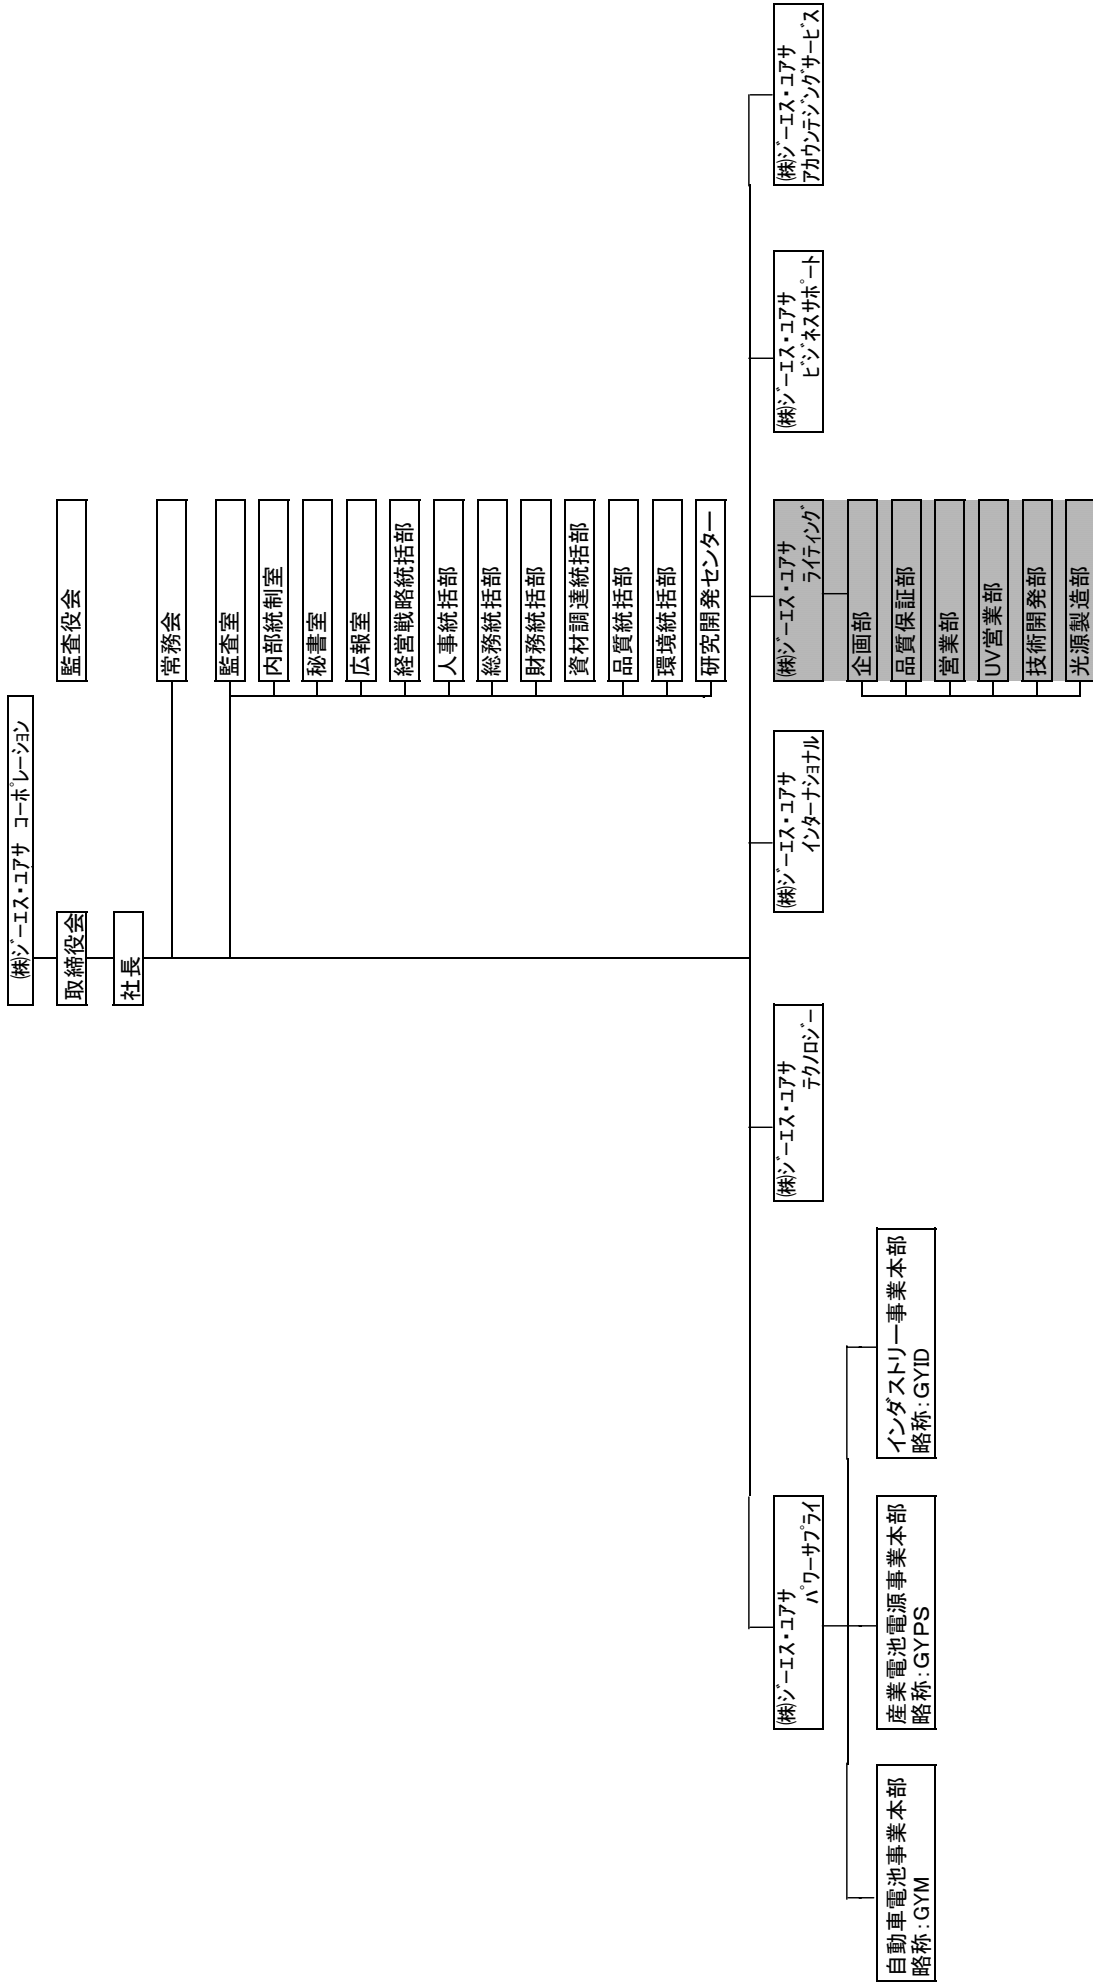 ㈱ジーエス・ユアサ コーポレーション
取締役会
監査役会
社長
常務会
監査室
内部統制室
秘書室
広報室
経営戦略統括部
人事統括部
総務統括部
財務統括部
資材調達統括部
品質統括部
環境統括部
研究開発センター
㈱ジーエス・ユアサ
パワーサプライ
㈱ジーエス・ユアサ
テクノロジー
㈱ジーエス・ユアサ
インターナショナル
㈱ジーエス・ユアサ
ライティング
㈱ジーエス・ユアサ
ビジネスサポート
㈱ジーエス・ユアサ
アカウンテジングサービス
企画部
品質保証部
営業部
UV営業部
技術開発部
光源製造部
自動車電池事業本部
略称:GYM
産業電池電源事業本部
略称:GYPS
インダストリー事業本部
略称:GYID